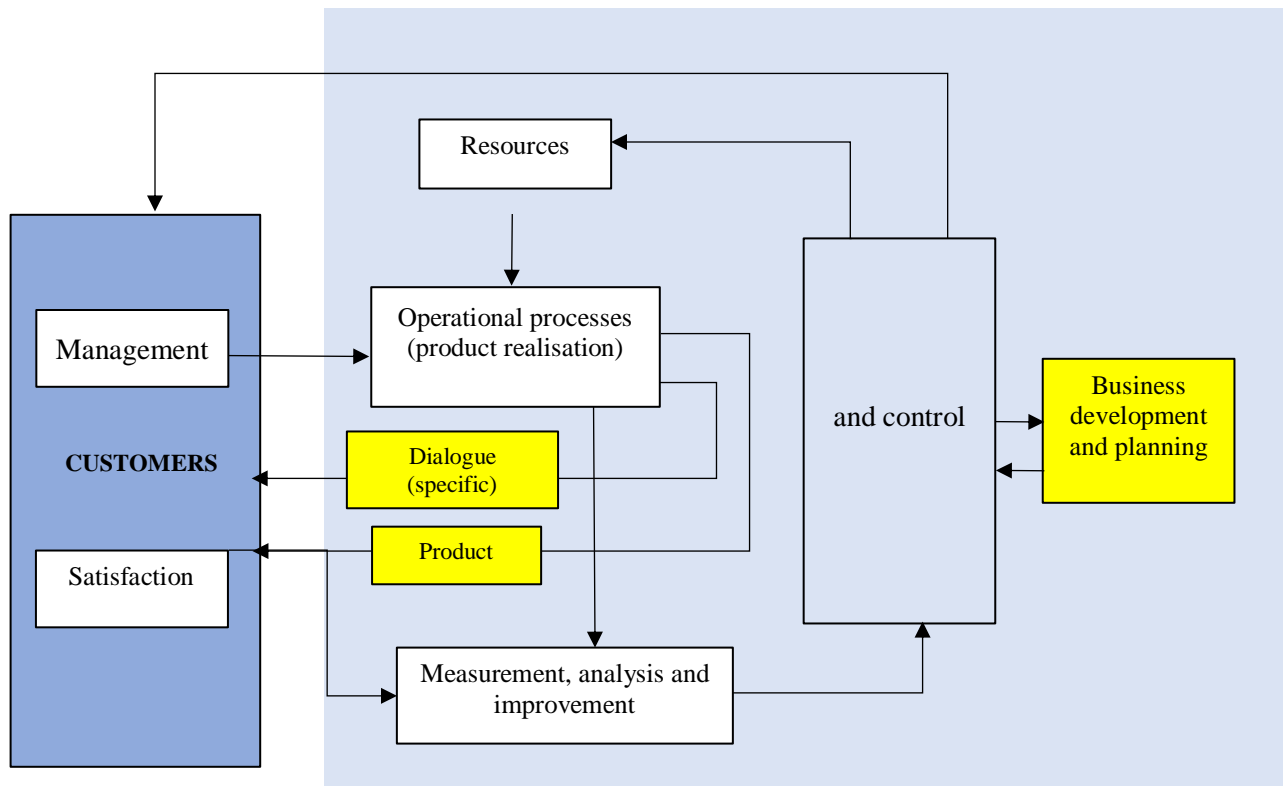 Resources
Operational processes
(product realisation)
Management
Business
development
and planning
and control
CUSTOMERS
Dialogue
(specific)
Product
Satisfaction
Measurement, analysis and
improvement